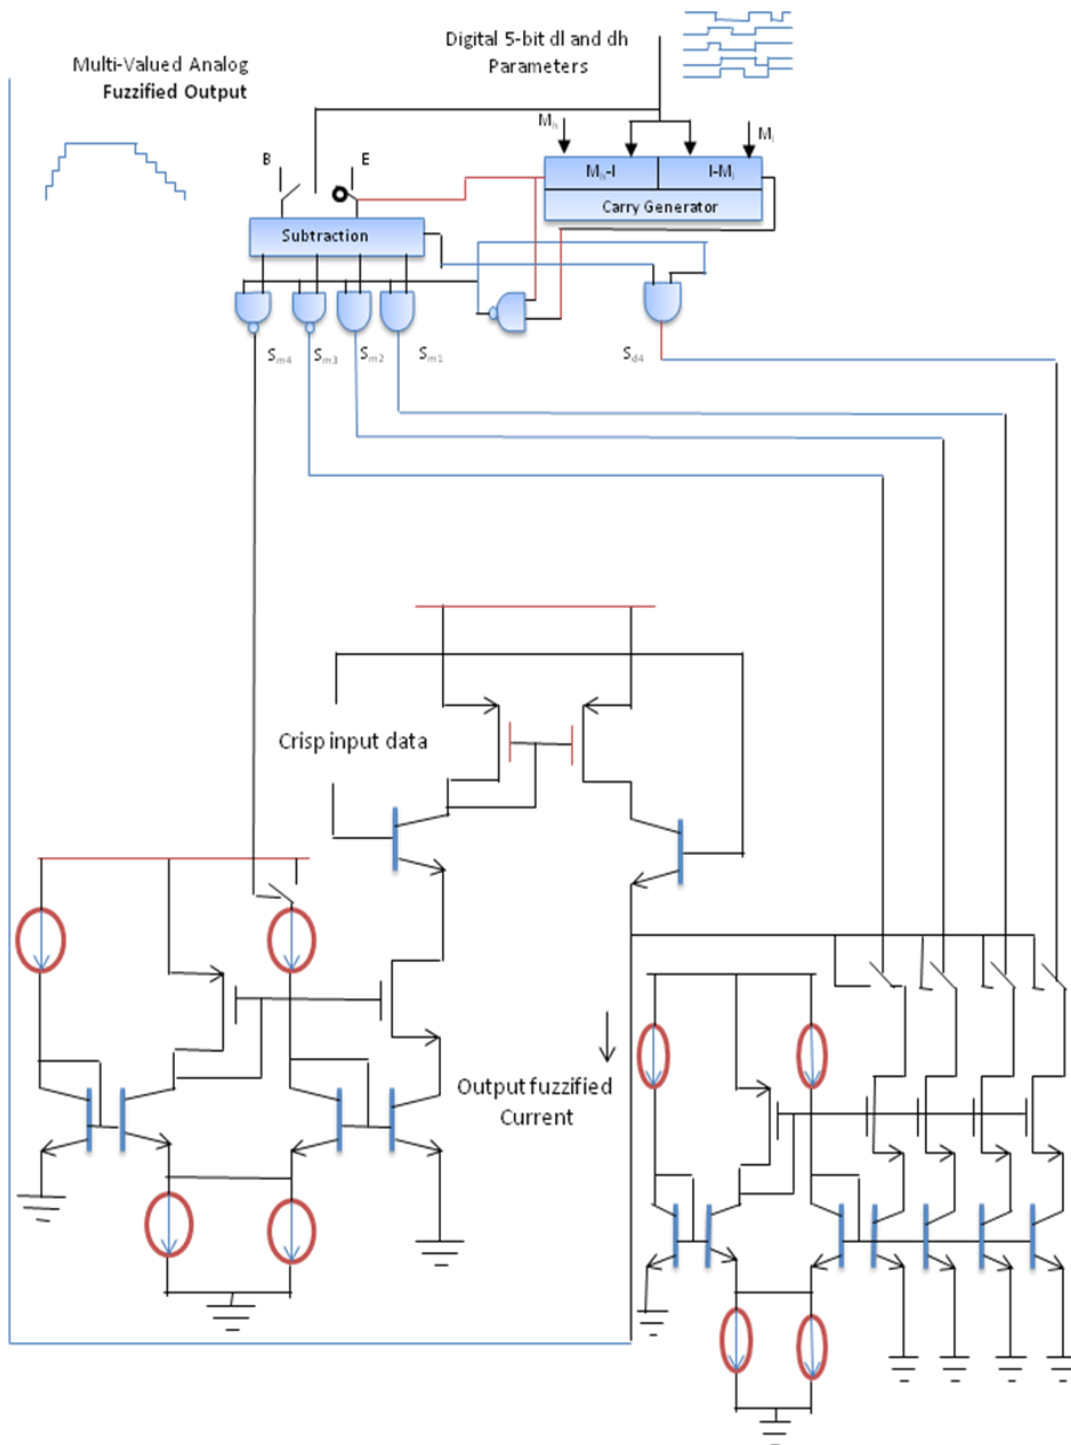 Digital 5-bit dl and dh
Parameters
Multi-Valued Analog
Fuzzified Output
Mh
Ml
B
E
Mh-I
I-Ml
Carry Generator
Subtraction
Sm4
Sm3
Sm2
Sm1
Sd4
Crisp input data
Output fuzzified
Current